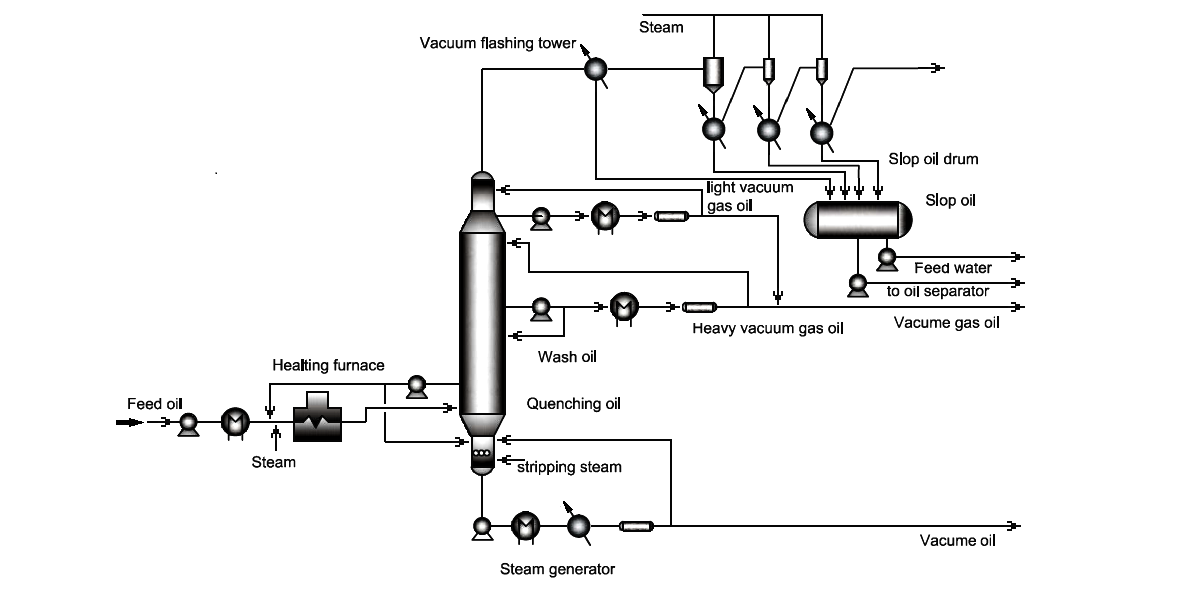 Steam
Vacuum flashing tower
Slop oil drum
light vacuum
gas oil
Slop oil
Feed water
to oil separator
Heavy vacuum gas oil
Vacume gas oil
Wash oil
Healting furnace
Feed oil
Quenching oil
Steam
stripping steam
Vacume oil
Steam generator